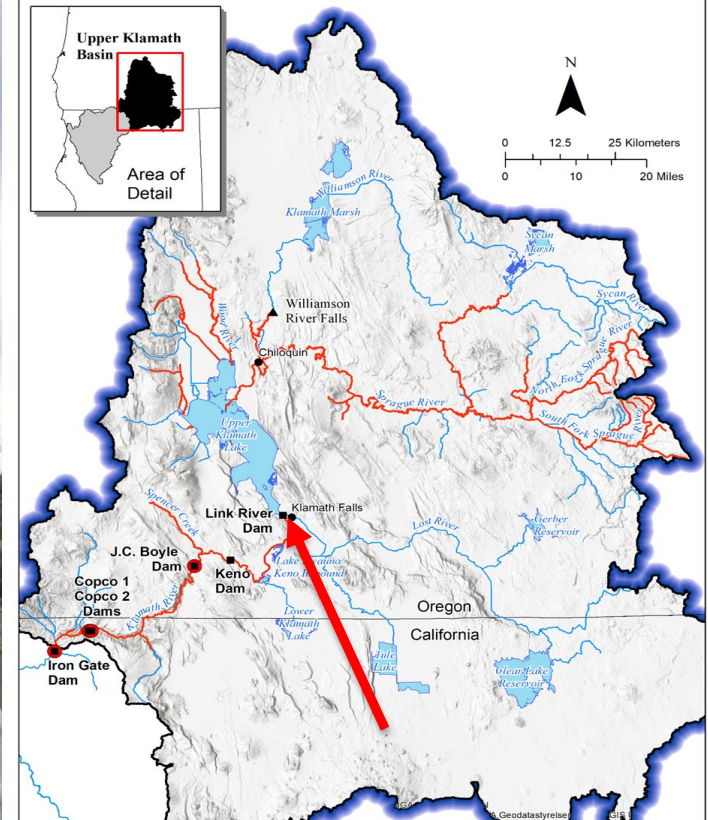 Upper Klamath
Basin
Area of
Detail
N
0 12.5 25 Kilometers
0 10 20 Miles
Williamson River
Klamath Marsh
Sycan
Marsh
Sycan River
Williamson
River Falls
Wood River
Chiloquin
North Fork Sprague River
Sprague River
South Fork Sprague River
Upper
Klamath
Lake
Spencer Creek
Link River
Dam
Klamath Falls
Lost River
Gerber
Reservoir
J.C. Boyle
Dam
Keno
Dam
Lake
Keno
Copco 1
Copco 2
Dams
Klamath River
Lower
Klamath
Lake
Oregon
California
Iron Gate
Dam
Tule
Lake
Clear Lake
Reservoir
Geodatastyrelsen